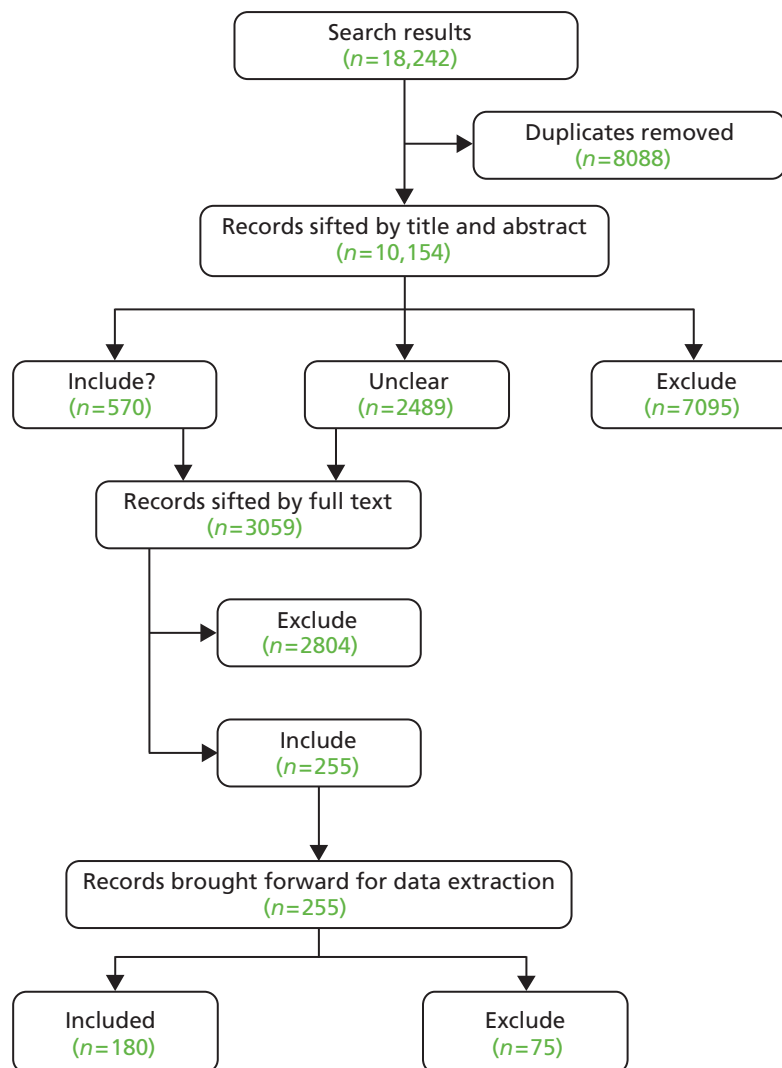 Search results
(n=18,242)
Duplicates removed
(n=8088)
Records sifted by title and abstract
(n=10,154)
Include?
(n=570)
Unclear
(n=2489)
Exclude
(n=7095)
Records sifted by full text
(n=3059)
Exclude
(n=2804)
Include
(n=255)
Records brought forward for data extraction
(n=255)
Included
(n=180)
Exclude
(n=75)